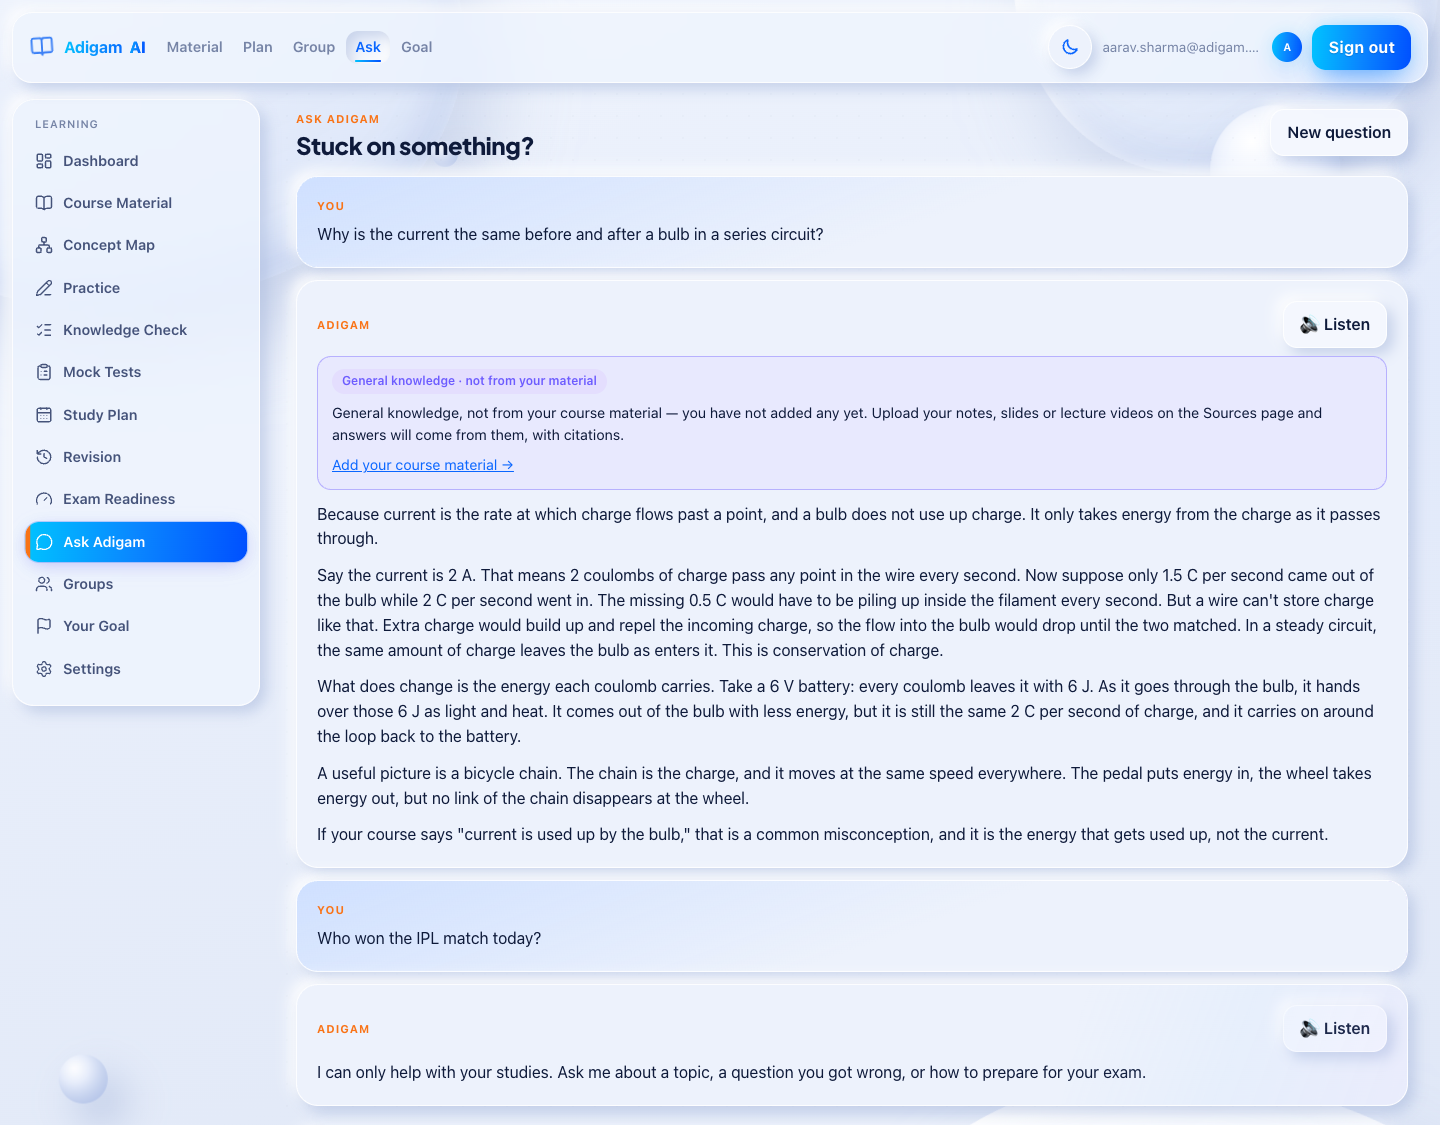 Adigam AI
Material
Plan
Group
Ask
Goal
aarav.sharma@adigam....
A
Sign out
LEARNING
Dashboard
Course Material
Concept Map
Practice
Knowledge Check
Mock Tests
Study Plan
Revision
Exam Readiness
Ask Adigam
Groups
Your Goal
Settings
ASK ADIGAM
Stuck on something?
New question
YOU
Why is the current the same before and after a bulb in a series circuit?
ADIGAM
Listen
General knowledge · not from your material
General knowledge, not from your course material — you have not added any yet. Upload your notes, slides or lecture videos on the Sources page and
answers will come from them, with citations.
Add your course material →
Because current is the rate at which charge flows past a point, and a bulb does not use up charge. It only takes energy from the charge as it passes
through.
Say the current is 2 A. That means 2 coulombs of charge pass any point in the wire every second. Now suppose only 1.5 C per second came out of
the bulb while 2 C per second went in. The missing 0.5 C would have to be piling up inside the filament every second. But a wire can't store charge
like that. Extra charge would build up and repel the incoming charge, so the flow into the bulb would drop until the two matched. In a steady circuit,
the same amount of charge leaves the bulb as enters it. This is conservation of charge.
What does change is the energy each coulomb carries. Take a 6 V battery: every coulomb leaves it with 6 J. As it goes through the bulb, it hands
over those 6 J as light and heat. It comes out of the bulb with less energy, but it is still the same 2 C per second of charge, and it carries on around
the loop back to the battery.
A useful picture is a bicycle chain. The chain is the charge, and it moves at the same speed everywhere. The pedal puts energy in, the wheel takes
energy out, but no link of the chain disappears at the wheel.
If your course says "current is used up by the bulb," that is a common misconception, and it is the energy that gets used up, not the current.
YOU
Who won the IPL match today?
ADIGAM
Listen
I can only help with your studies. Ask me about a topic, a question you got wrong, or how to prepare for your exam.